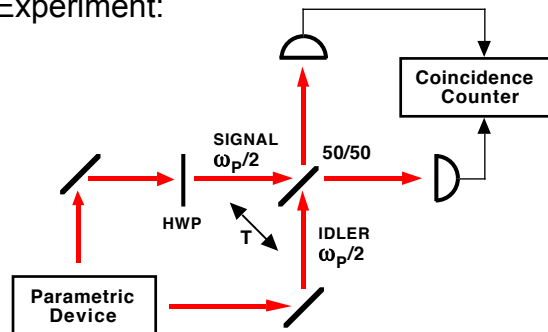 Experiment:
Coincidence
Counter
SIGNAL
ω_P/2
50/50
HWP
T
IDLER
ω_P/2
Parametric
Device